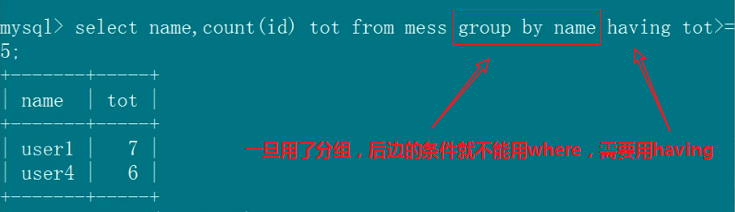 mysql> select name,count(id) tot from mess group by name having tot>=
5;
+-------+-----+
| name  | tot |
+-------+-----+
| user1 |   7 |
| user4 |   6 |
+-------+-----+
一旦用了分组，后边的条件就不能用where，需要用having